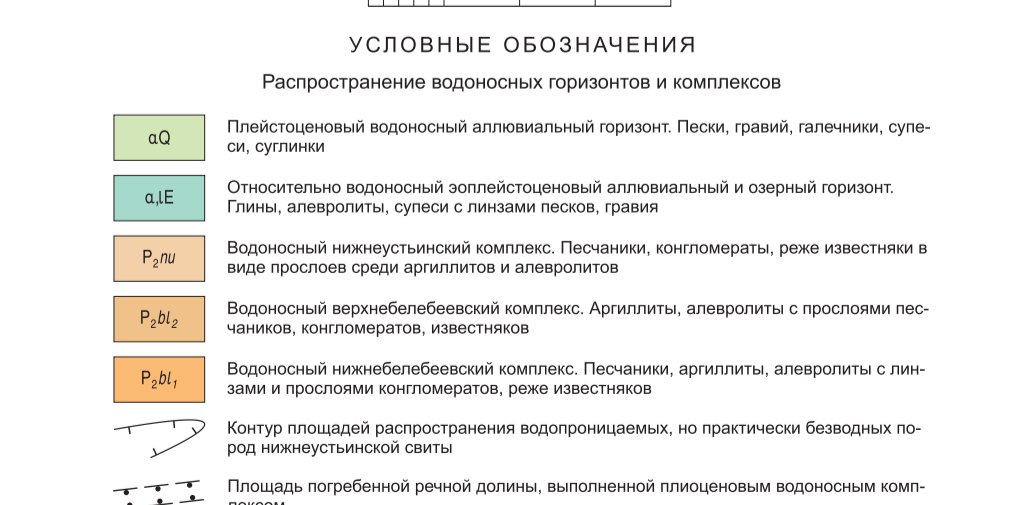 УСЛОВНЫЕ ОБОЗНАЧЕНИЯ
Распространение водоносных горизонтов и комплексов
aQ
Плейстоценовый водоносный аллювиальный горизонт. Пески, гравий, галечники, супе-
си, суглинки
a,lE
Относительно водоносный эоплейстоценовый аллювиальный и озерный горизонт.
Глины, алевролиты, супеси с линзами песков, гравия
P₂nu
Водоносный нижнеустьинский комплекс. Песчаники, конгломераты, реже известняки в
виде прослоев среди аргиллитов и алевролитов
P₂bl₂
Водоносный верхнебелебеевский комплекс. Аргиллиты, алевролиты с прослоями пес-
чаников, конгломератов, известняков
P₂bl₁
Водоносный нижнебелебеевский комплекс. Песчаники, аргиллиты, алевролиты с лин-
зами и прослоями конгломератов, реже известняков
Контур площадей распространения водопроницаемых, но практически безводных по-
род нижнеустьинской свиты
Площадь погребенной речной долины, выполненной плиоценовым водоносным комп-
лексом